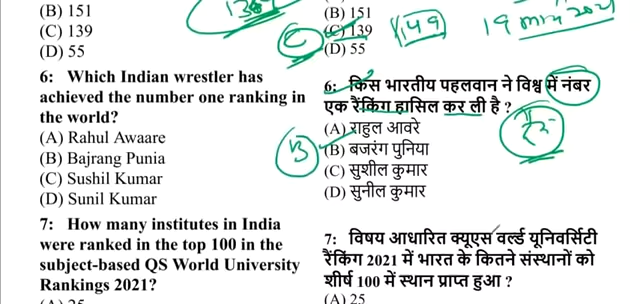 (B) 151
(C) 139
(D) 55
6: Which Indian wrestler has
achieved the number one ranking in
the world?
(A) Rahul Awaare
(B) Bajrang Punia
(C) Sushil Kumar
(D) Sunil Kumar
7: How many institutes in India
were ranked in the top 100 in the
subject-based QS World University
Rankings 2021?
(A) 25
(B) 151
(C) 139
(D) 55
149
19 मार्च 2021
6: किस भारतीय पहलवान ने विश्व में नंबर
एक रैंकिंग हासिल कर ली है ?
(A) राहुल आवरे
(B) बजरंग पुनिया
(C) सुशील कुमार
(D) सुनील कुमार
B
7: विषय आधारित क्यूएस वर्ल्ड यूनिवर्सिटी
रैंकिंग 2021 में भारत के कितने संस्थानों को
शीर्ष 100 में स्थान प्राप्त हुआ ?
(A) 25